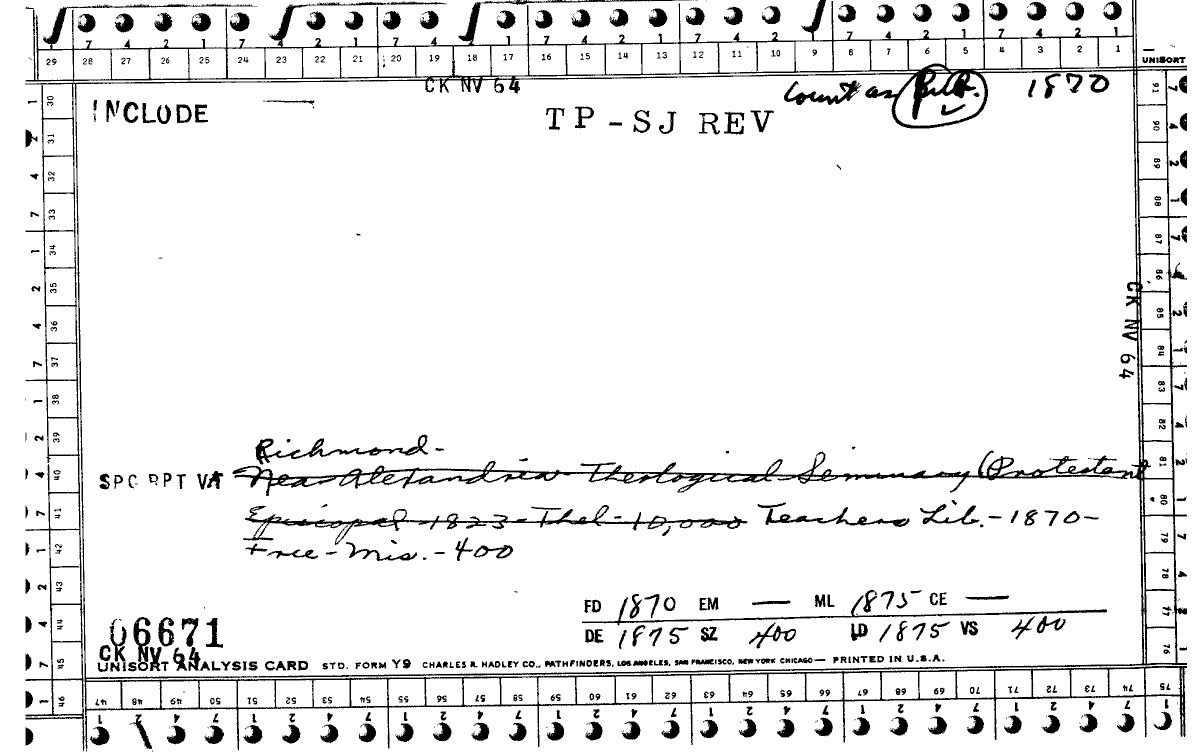 7 4 2 1 7 4 2 1 7 4 2 1 7 4 2 1 7 4 2 1 7 4 2 1
29 28 27 26 25 24 23 22 21 20 19 18 17 16 15 14 13 12 11 10 9 8 7 6 5 4 3 2 1
UNISORT
CK NV 64
Count as Publ. 1870
INCLUDE
TP-SJ REV
30 31 32 33 34 35 36 37 38 39 40 41 42 43 44 45 46
91 90 89 88 87 86 85 84 83 82 81 80 79 78 77 76 75
CK NV 64
Richmond-
SPC RPT VA Near Alexandria Theological Seminary (Protestant
Episcopal-1823-Thel-10,000 Teachers Lib.-1870-
Free-Mis.-400
FD 1870 EM — ML 1875 CE —
DE 1875 SZ 400 LD 1875 VS 400
06671
CK NV 64
UNISORT ANALYSIS CARD STD. FORM Y9 CHARLES R. HADLEY CO., PATHFINDERS, LOS ANGELES, SAN FRANCISCO, NEW YORK CHICAGO— PRINTED IN U.S.A.
47 48 49 50 51 52 53 54 55 56 57 58 59 60 61 62 63 64 65 66 67 68 69 70 71 72 73 74 75